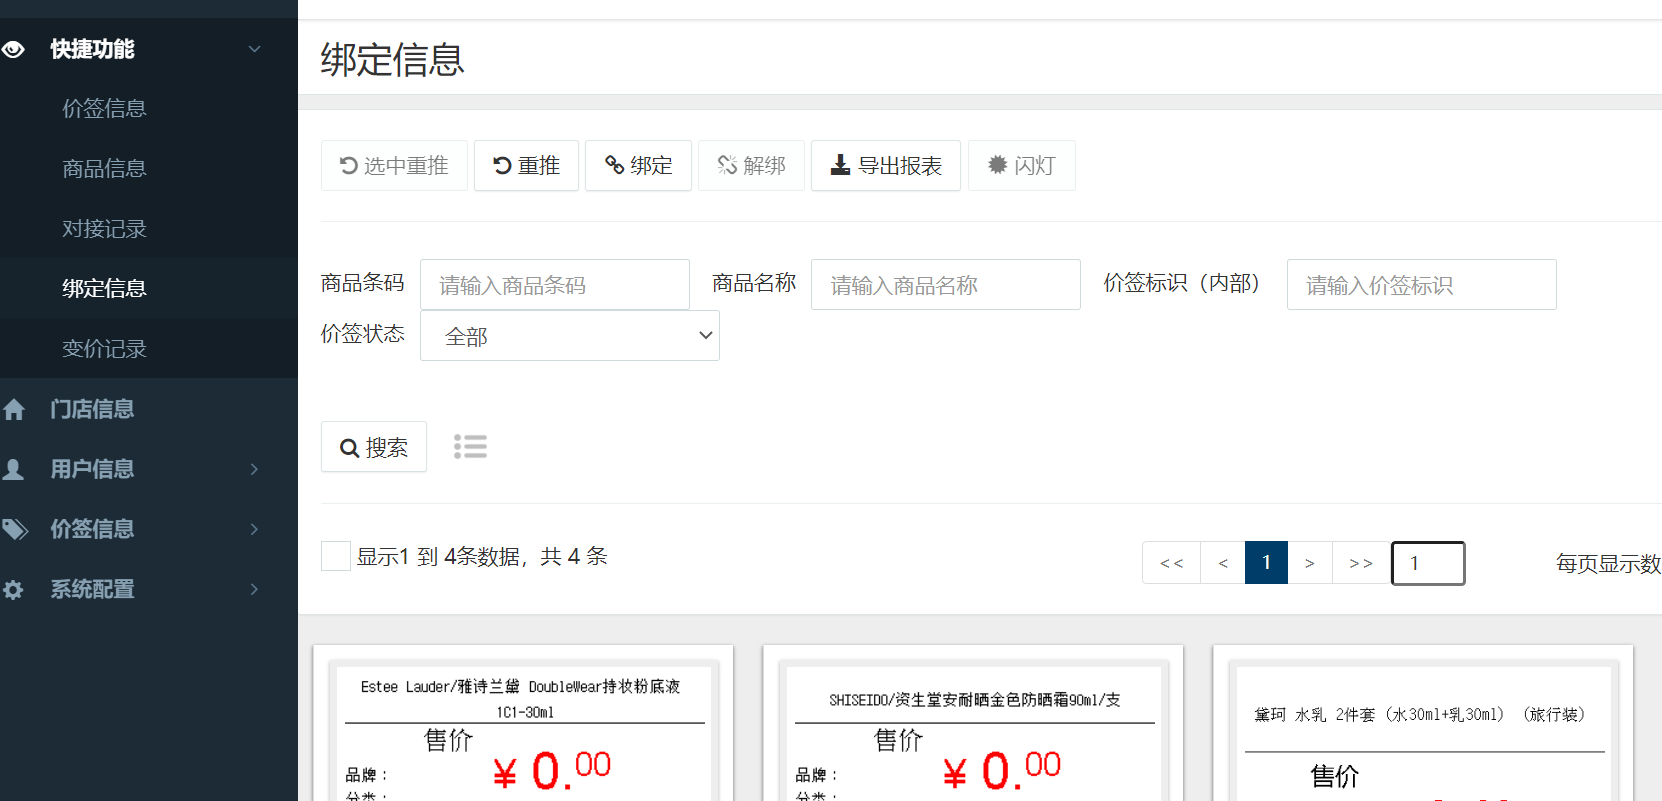 快捷功能
价签信息
商品信息
对接记录
绑定信息
变价记录
门店信息
用户信息
价签信息
系统配置
绑定信息
选中重推 重推 绑定 解绑 导出报表 闪灯
商品条码 请输入商品条码 商品名称 请输入商品名称 价签标识（内部） 请输入价签标识
价签状态 全部
搜索
显示1 到 4条数据，共 4 条 << < 1 > >> 1 每页显示数
Estee Lauder/雅诗兰黛 DoubleWear持妆粉底液
1C1-30ml
售价
¥ 0.00
品牌：
分类：
SHISEIDO/资生堂安耐晒金色防晒霜90ml/支
售价
¥ 0.00
品牌：
分类：
黛珂 水乳 2件套（水30ml+乳30ml）（旅行装）
售价